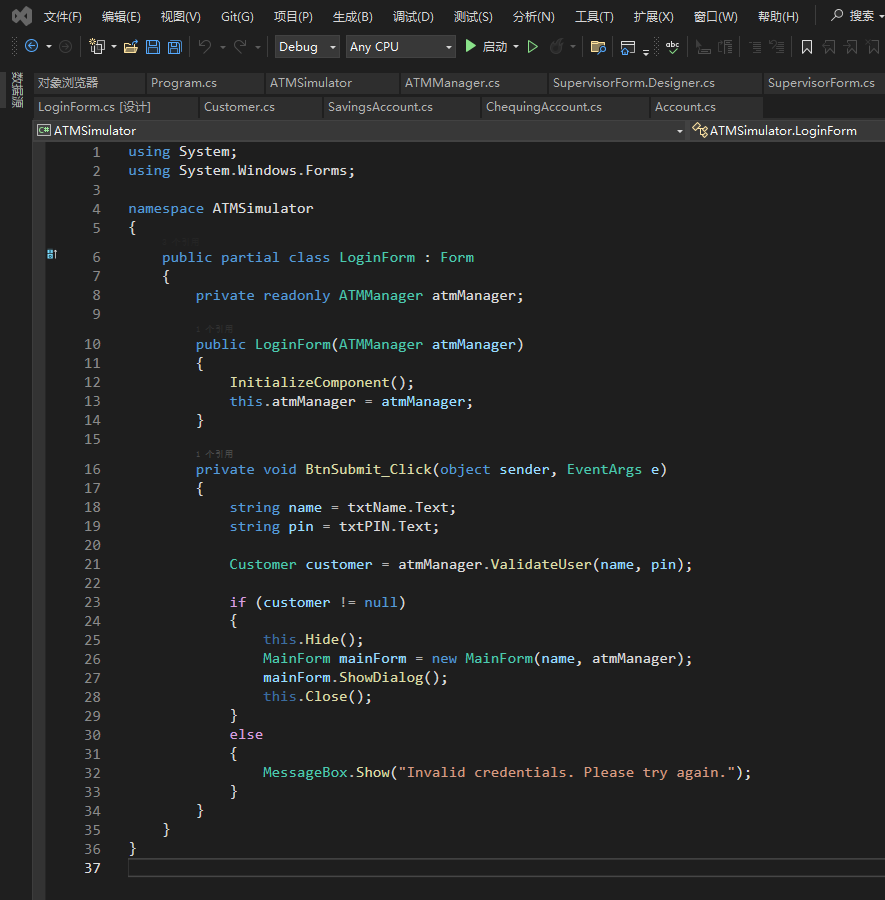 文件(F) 编辑(E) 视图(V) Git(G) 项目(P) 生成(B) 调试(D) 测试(S) 分析(N) 工具(T) 扩展(X) 窗口(W) 帮助(H) 搜索
Debug Any CPU 启动
数据源
对象浏览器 Program.cs ATMSimulator ATMManager.cs SupervisorForm.Designer.cs SupervisorForm.cs
LoginForm.cs [设计] Customer.cs SavingsAccount.cs ChequingAccount.cs Account.cs
C# ATMSimulator ATMSimulator.LoginForm
1 using System;
2 using System.Windows.Forms;
3
4 namespace ATMSimulator
5 {
6 public partial class LoginForm : Form
7 {
8 private readonly ATMManager atmManager;
9
1 个引用
10 public LoginForm(ATMManager atmManager)
11 {
12 InitializeComponent();
13 this.atmManager = atmManager;
14 }
15
1 个引用
16 private void BtnSubmit_Click(object sender, EventArgs e)
17 {
18 string name = txtName.Text;
19 string pin = txtPIN.Text;
20
21 Customer customer = atmManager.ValidateUser(name, pin);
22
23 if (customer != null)
24 {
25 this.Hide();
26 MainForm mainForm = new MainForm(name, atmManager);
27 mainForm.ShowDialog();
28 this.Close();
29 }
30 else
31 {
32 MessageBox.Show("Invalid credentials. Please try again.");
33 }
34 }
35 }
36 }
37